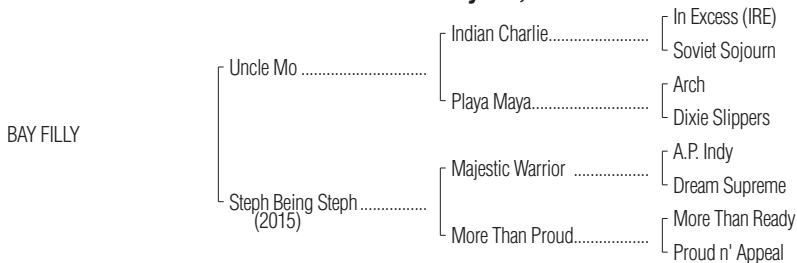 In Excess (IRE)
Indian Charlie........................
Soviet Sojourn
Uncle Mo ..............................
Arch
Playa Maya............................
Dixie Slippers
BAY FILLY
A.P. Indy
Majestic Warrior ..................
Dream Supreme
Steph Being Steph................
(2015)
More Than Ready
More Than Proud..................
Proud n' Appeal